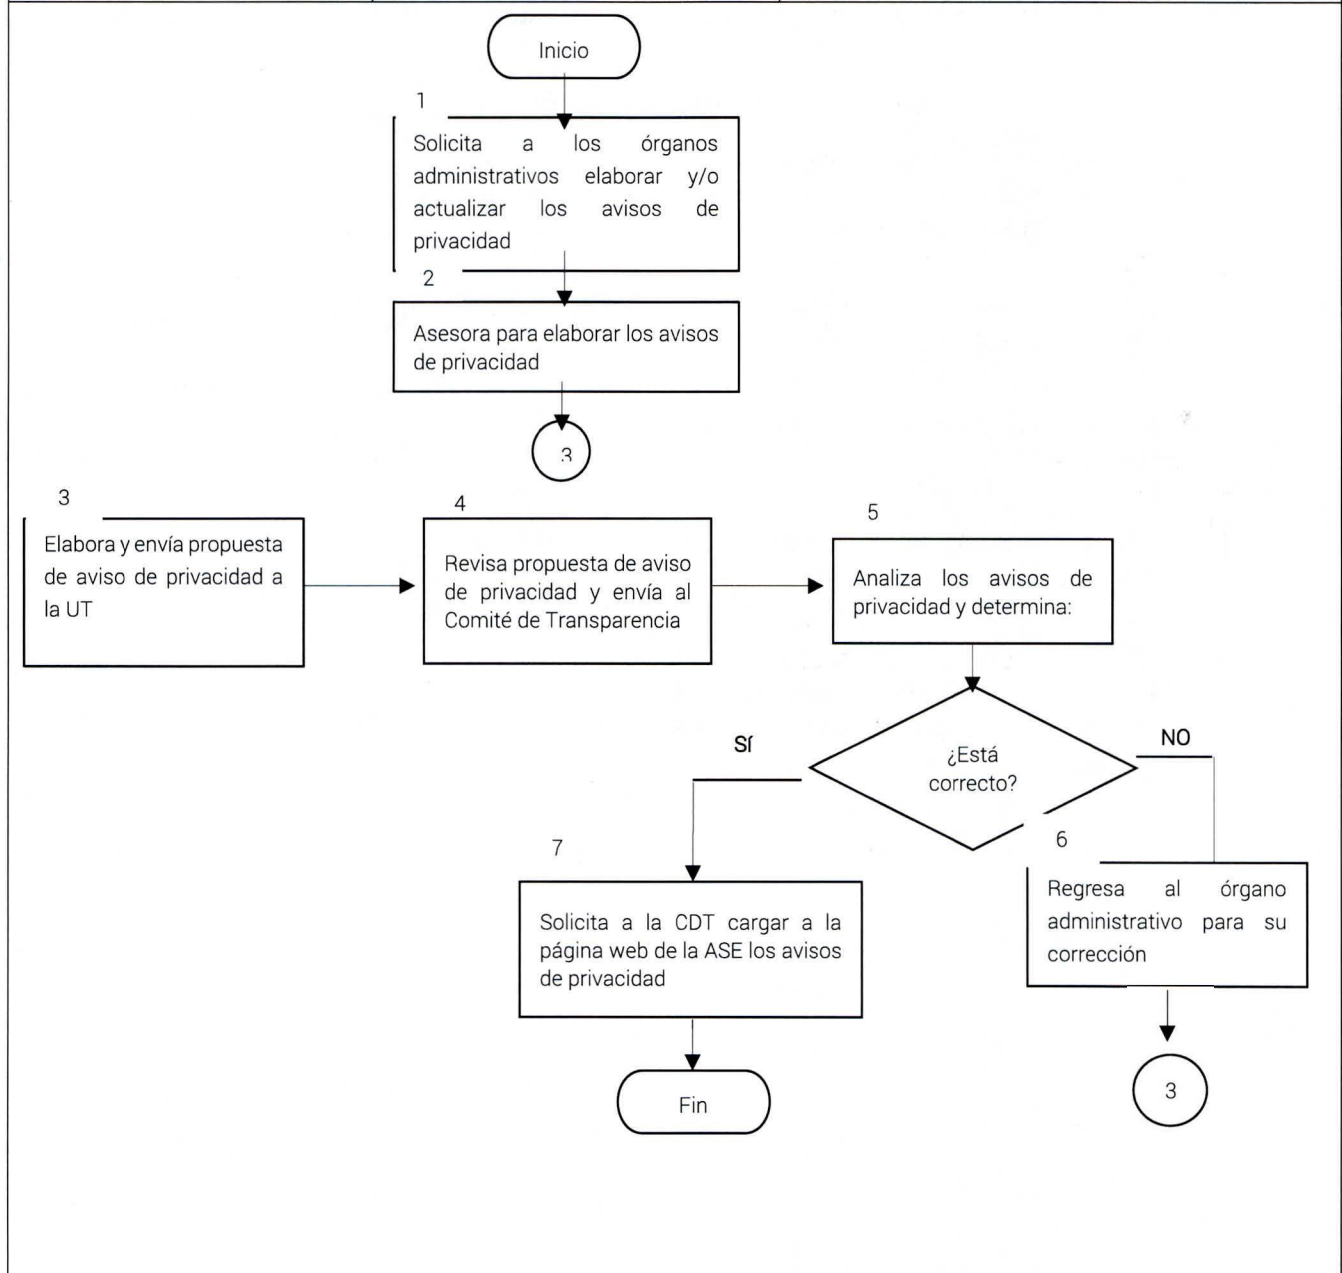 Inicio
1
Solicita a los órganos
administrativos elaborar y/o
actualizar los avisos de
privacidad
2
Asesora para elaborar los avisos
de privacidad
3
3
Elabora y envía propuesta
de aviso de privacidad a
la UT
4
Revisa propuesta de aviso
de privacidad y envía al
Comité de Transparencia
5
Analiza los avisos de
privacidad y determina:
¿Está
correcto?
Sí
NO
7
Solicita a la CDT cargar a la
página web de la ASE los avisos
de privacidad
Fin
6
Regresa al órgano
administrativo para su
corrección
3